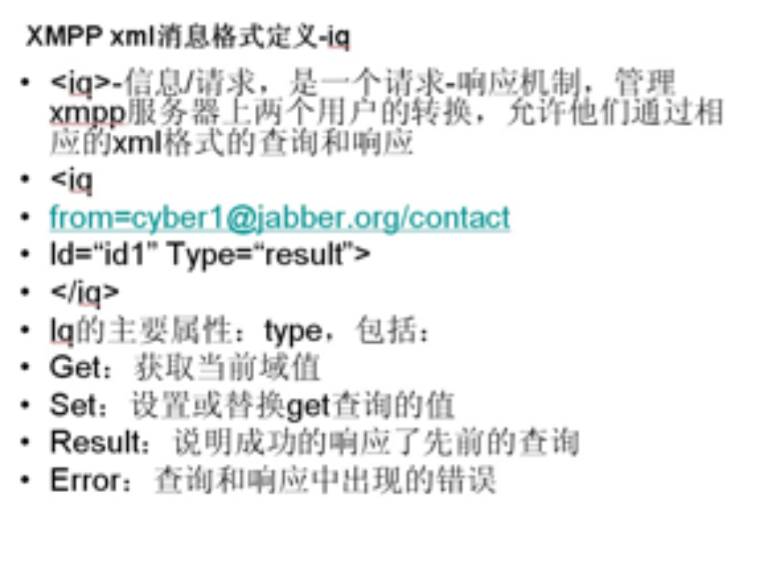 XMPP xml消息格式定义-iq
• <iq>-信息/请求，是一个请求-响应机制，管理
xmpp服务器上两个用户的转换，允许他们通过相
应的xml格式的查询和响应
• <iq
• from=cyber1@jabber.org/contact
• Id=“id1” Type=“result”>
• </iq>
• Iq的主要属性：type，包括：
• Get：获取当前域值
• Set：设置或替换get查询的值
• Result：说明成功的响应了先前的查询
• Error：查询和响应中出现的错误